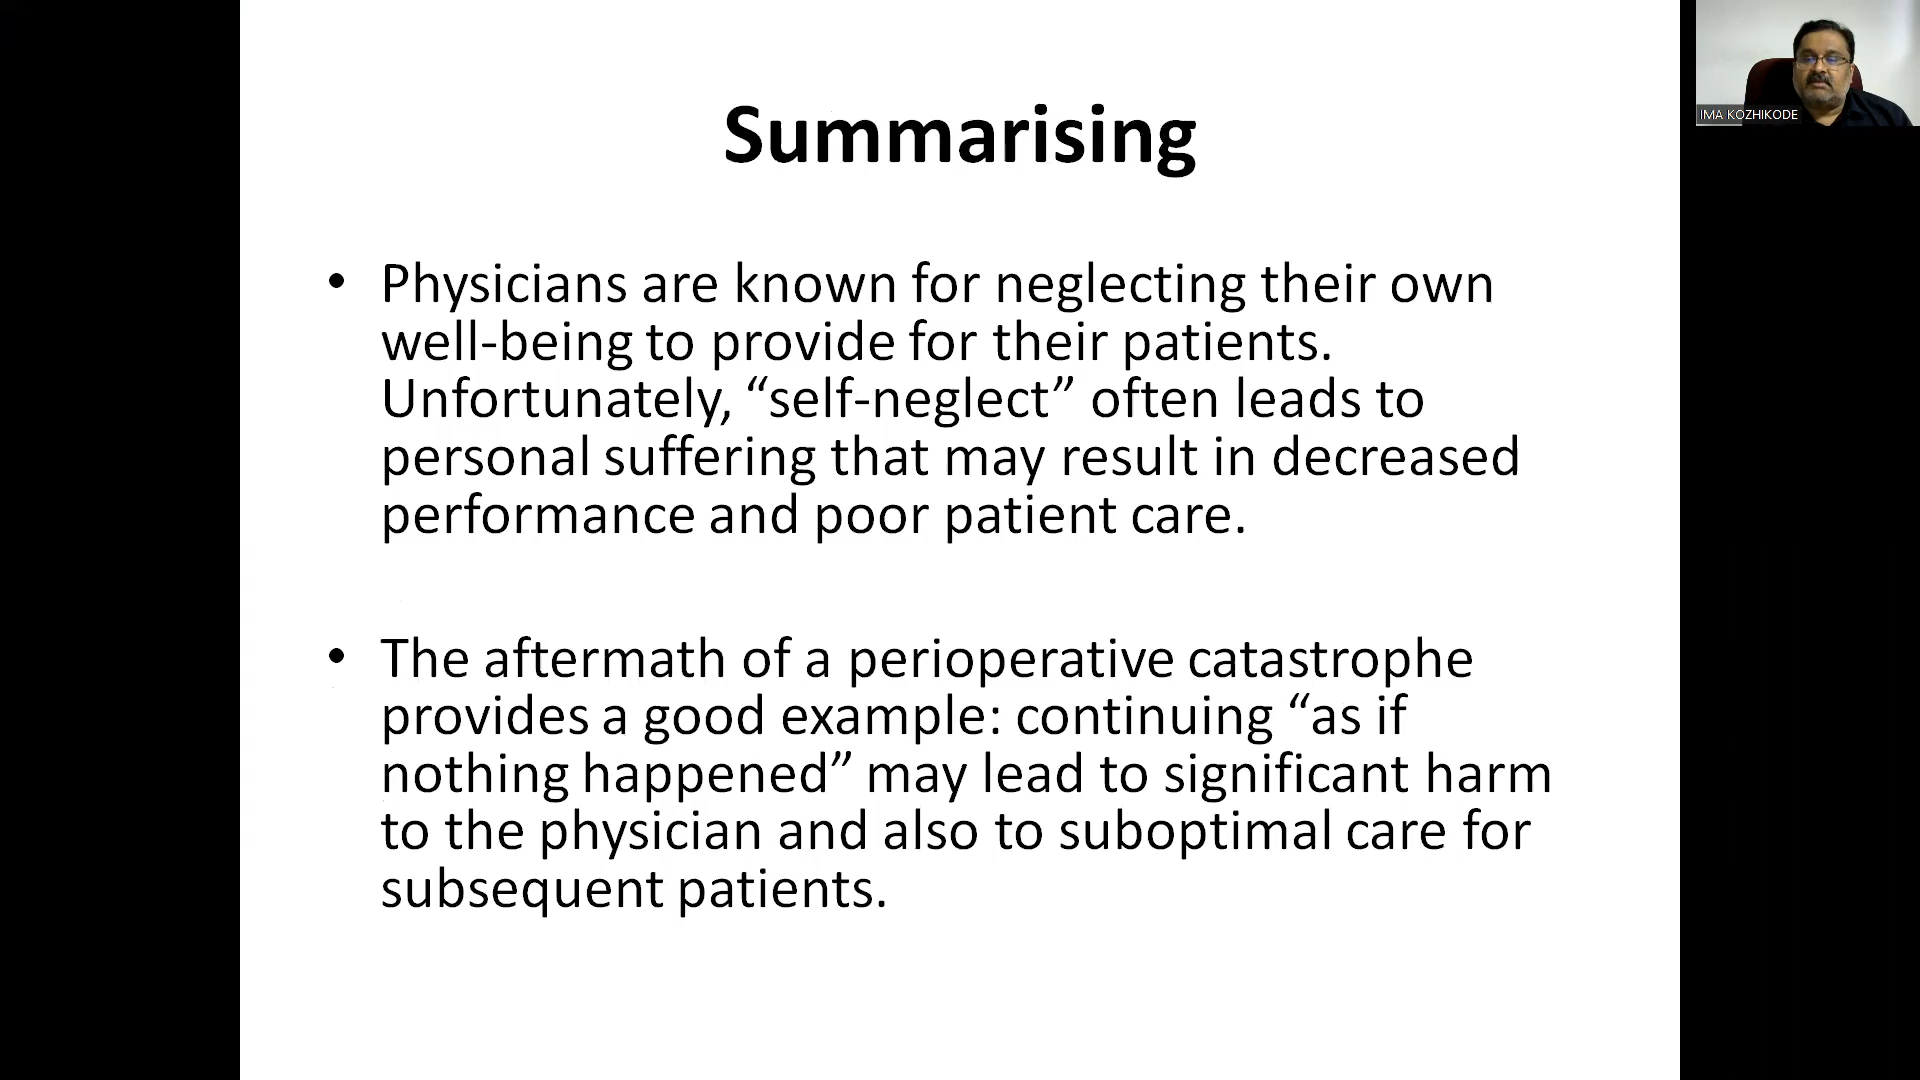 Summarising
• Physicians are known for neglecting their own
well-being to provide for their patients.
Unfortunately, “self-neglect” often leads to
personal suffering that may result in decreased
performance and poor patient care.
• The aftermath of a perioperative catastrophe
provides a good example: continuing “as if
nothing happened” may lead to significant harm
to the physician and also to suboptimal care for
subsequent patients.
IMA KOZHIKODE